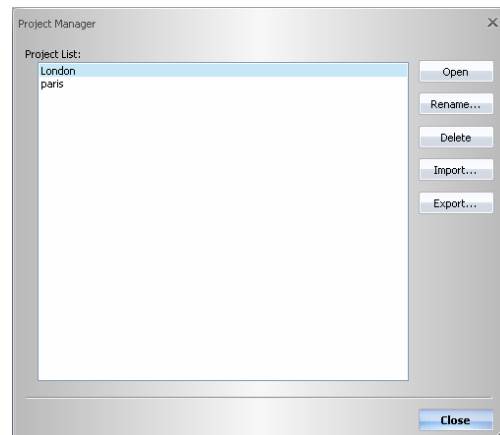 Project Manager
Project List:
London
paris
Open
Rename...
Delete
Import...
Export...
Close